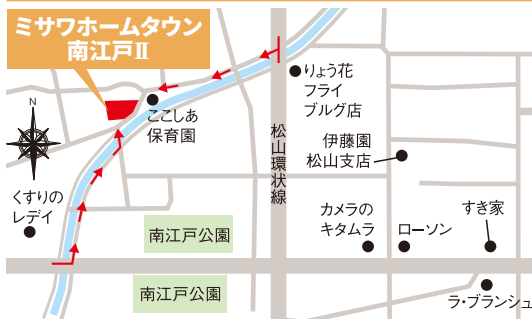 ミサワホームタウン
南江戸Ⅱ
N
りょう花
フライ
ブルグ店
ここしあ
保育園
松山環状線
伊藤園
松山支店
くすりの
レデイ
カメラの
キタムラ
ローソン
すき家
南江戸公園
南江戸公園
ラ・ブランシュ